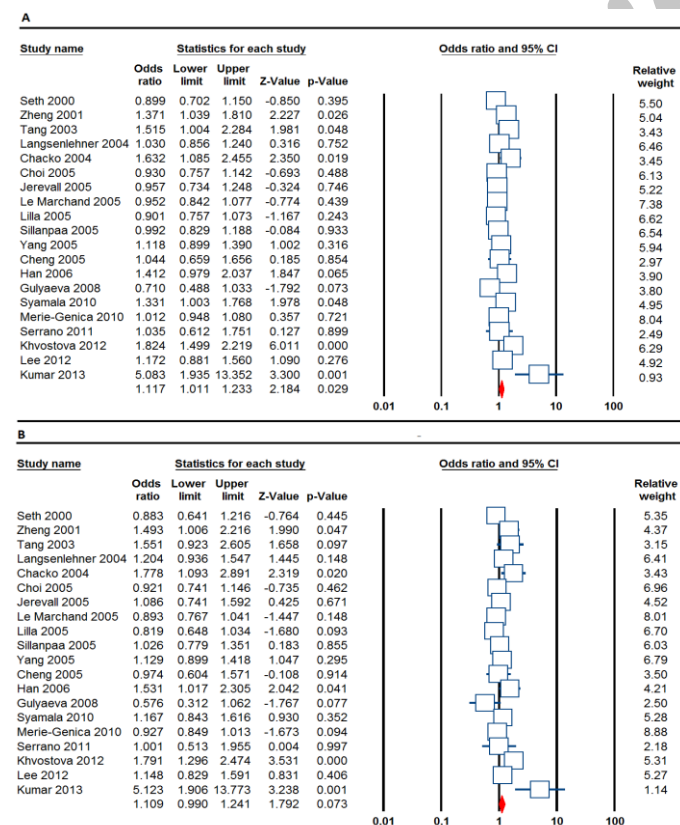 A
Study name Statistics for each study Odds ratio and 95% CI
Odds Lower Upper Relative
ratio limit limit Z-Value p-Value weight
Seth 2000 0.899 0.702 1.150 -0.850 0.395 5.50
Zheng 2001 1.371 1.039 1.810 2.227 0.026 5.04
Tang 2003 1.515 1.004 2.284 1.981 0.048 3.43
Langsenlehner 2004 1.030 0.856 1.240 0.316 0.752 6.46
Chacko 2004 1.632 1.085 2.455 2.350 0.019 3.45
Choi 2005 0.930 0.757 1.142 -0.693 0.488 6.13
Jerevall 2005 0.957 0.734 1.248 -0.324 0.746 5.22
Le Marchand 2005 0.952 0.842 1.077 -0.774 0.439 7.38
Lilla 2005 0.901 0.757 1.073 -1.167 0.243 6.62
Sillanpaa 2005 0.992 0.829 1.188 -0.084 0.933 6.54
Yang 2005 1.118 0.899 1.390 1.002 0.316 5.94
Cheng 2005 1.044 0.659 1.656 0.185 0.854 2.97
Han 2006 1.412 0.979 2.037 1.847 0.065 3.90
Gulyaeva 2008 0.710 0.488 1.033 -1.792 0.073 3.80
Syamala 2010 1.331 1.003 1.768 1.978 0.048 4.95
Merie-Genica 2010 1.012 0.948 1.080 0.357 0.721 8.04
Serrano 2011 1.035 0.612 1.751 0.127 0.899 2.49
Khvostova 2012 1.824 1.499 2.219 6.011 0.000 6.29
Lee 2012 1.172 0.881 1.560 1.090 0.276 4.92
Kumar 2013 5.083 1.935 13.352 3.300 0.001 0.93
1.117 1.011 1.233 2.184 0.029
0.01 0.1 1 10 100
B
Study name Statistics for each study Odds ratio and 95% CI
Odds Lower Upper Relative
ratio limit limit Z-Value p-Value weight
Seth 2000 0.883 0.641 1.216 -0.764 0.445 5.35
Zheng 2001 1.493 1.006 2.216 1.990 0.047 4.37
Tang 2003 1.551 0.923 2.605 1.658 0.097 3.15
Langsenlehner 2004 1.204 0.936 1.547 1.445 0.148 6.41
Chacko 2004 1.778 1.093 2.891 2.319 0.020 3.43
Choi 2005 0.921 0.741 1.146 -0.735 0.462 6.96
Jerevall 2005 1.086 0.741 1.592 0.425 0.671 4.52
Le Marchand 2005 0.893 0.767 1.041 -1.447 0.148 8.01
Lilla 2005 0.819 0.648 1.034 -1.680 0.093 6.70
Sillanpaa 2005 1.026 0.779 1.351 0.183 0.855 6.03
Yang 2005 1.129 0.899 1.418 1.047 0.295 6.79
Cheng 2005 0.974 0.604 1.571 -0.108 0.914 3.50
Han 2006 1.531 1.017 2.305 2.042 0.041 4.21
Gulyaeva 2008 0.576 0.312 1.062 -1.767 0.077 2.50
Syamala 2010 1.167 0.843 1.616 0.930 0.352 5.28
Merie-Genica 2010 0.927 0.849 1.013 -1.673 0.094 8.88
Serrano 2011 1.001 0.513 1.955 0.004 0.997 2.18
Khvostova 2012 1.791 1.296 2.474 3.531 0.000 5.31
Lee 2012 1.148 0.829 1.591 0.831 0.406 5.27
Kumar 2013 5.123 1.906 13.773 3.238 0.001 1.14
1.109 0.990 1.241 1.792 0.073
0.01 0.1 1 10 100